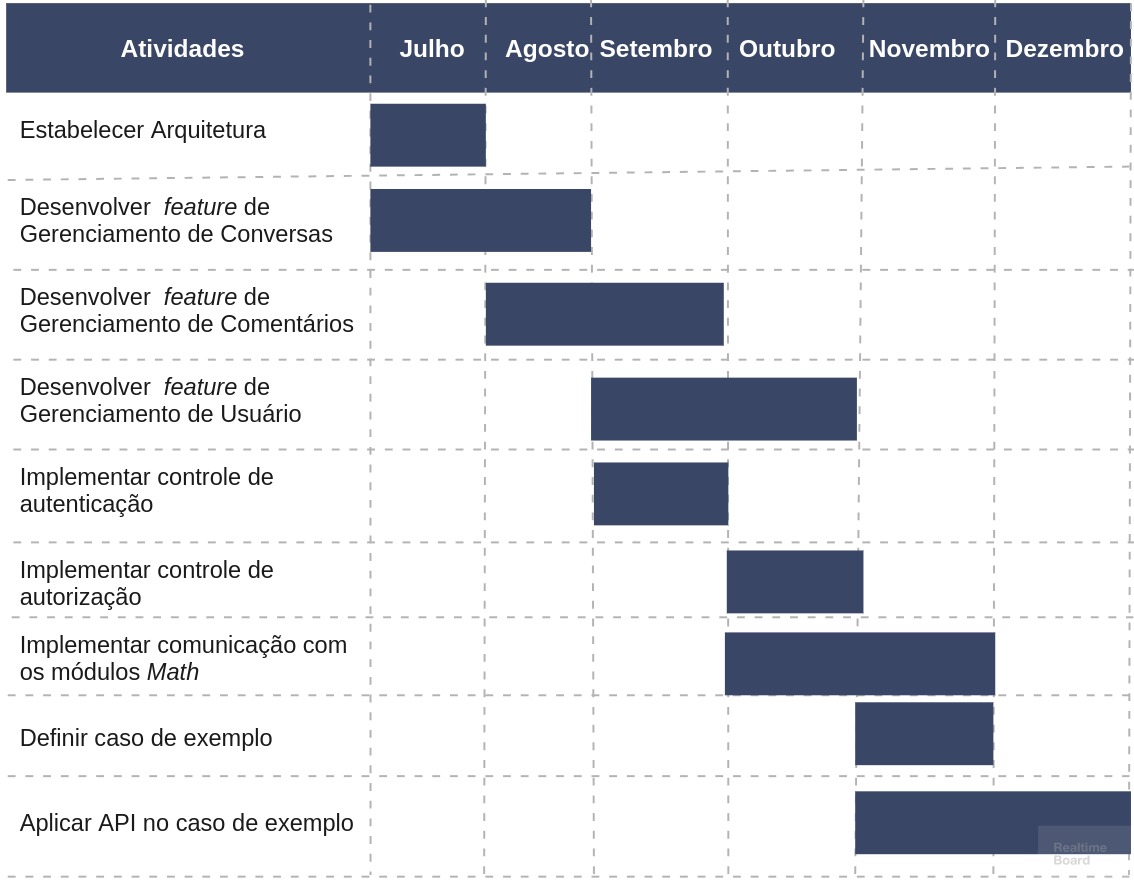 Atividades Julho Agosto Setembro Outubro Novembro Dezembro
Estabelecer Arquitetura
Desenvolver feature de
Gerenciamento de Conversas
Desenvolver feature de
Gerenciamento de Comentários
Desenvolver feature de
Gerenciamento de Usuário
Implementar controle de
autenticação
Implementar controle de
autorização
Implementar comunicação com
os módulos Math
Definir caso de exemplo
Aplicar API no caso de exemplo
Realtime
Board